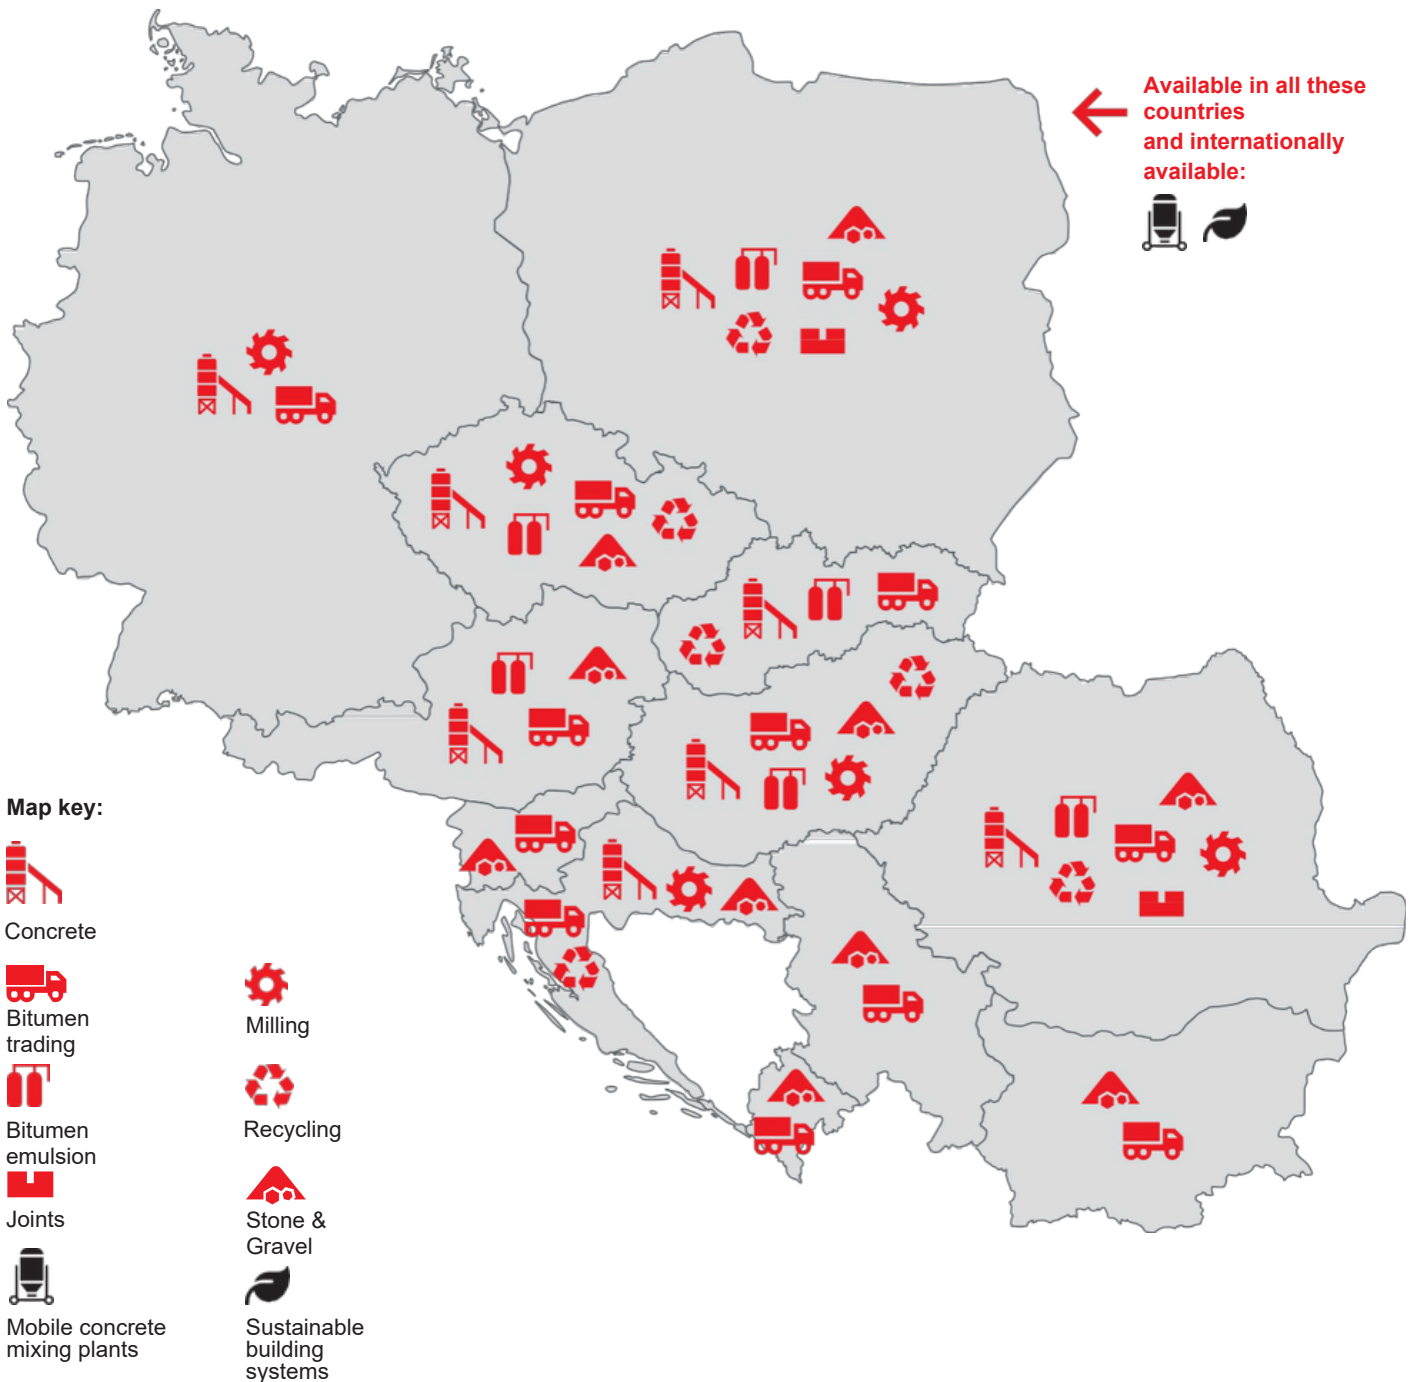 Available in all these
countries
and internationally
available:
Map key:
Concrete
Bitumen
trading
Milling
Bitumen
emulsion
Recycling
Joints
Stone &
Gravel
Mobile concrete
mixing plants
Sustainable
building
systems